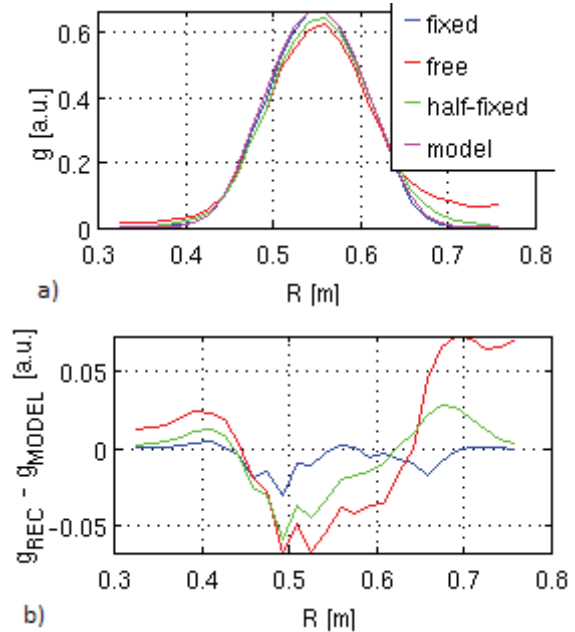 0.6
0.4
0.2
0
g [a.u.]
fixed
free
half-fixed
model
0.3 0.4 0.5 0.6 0.7 0.8
R [m]
a)
0.05
0
-0.05
g_REC - g_MODEL [a.u.]
0.3 0.4 0.5 0.6 0.7 0.8
R [m]
b)